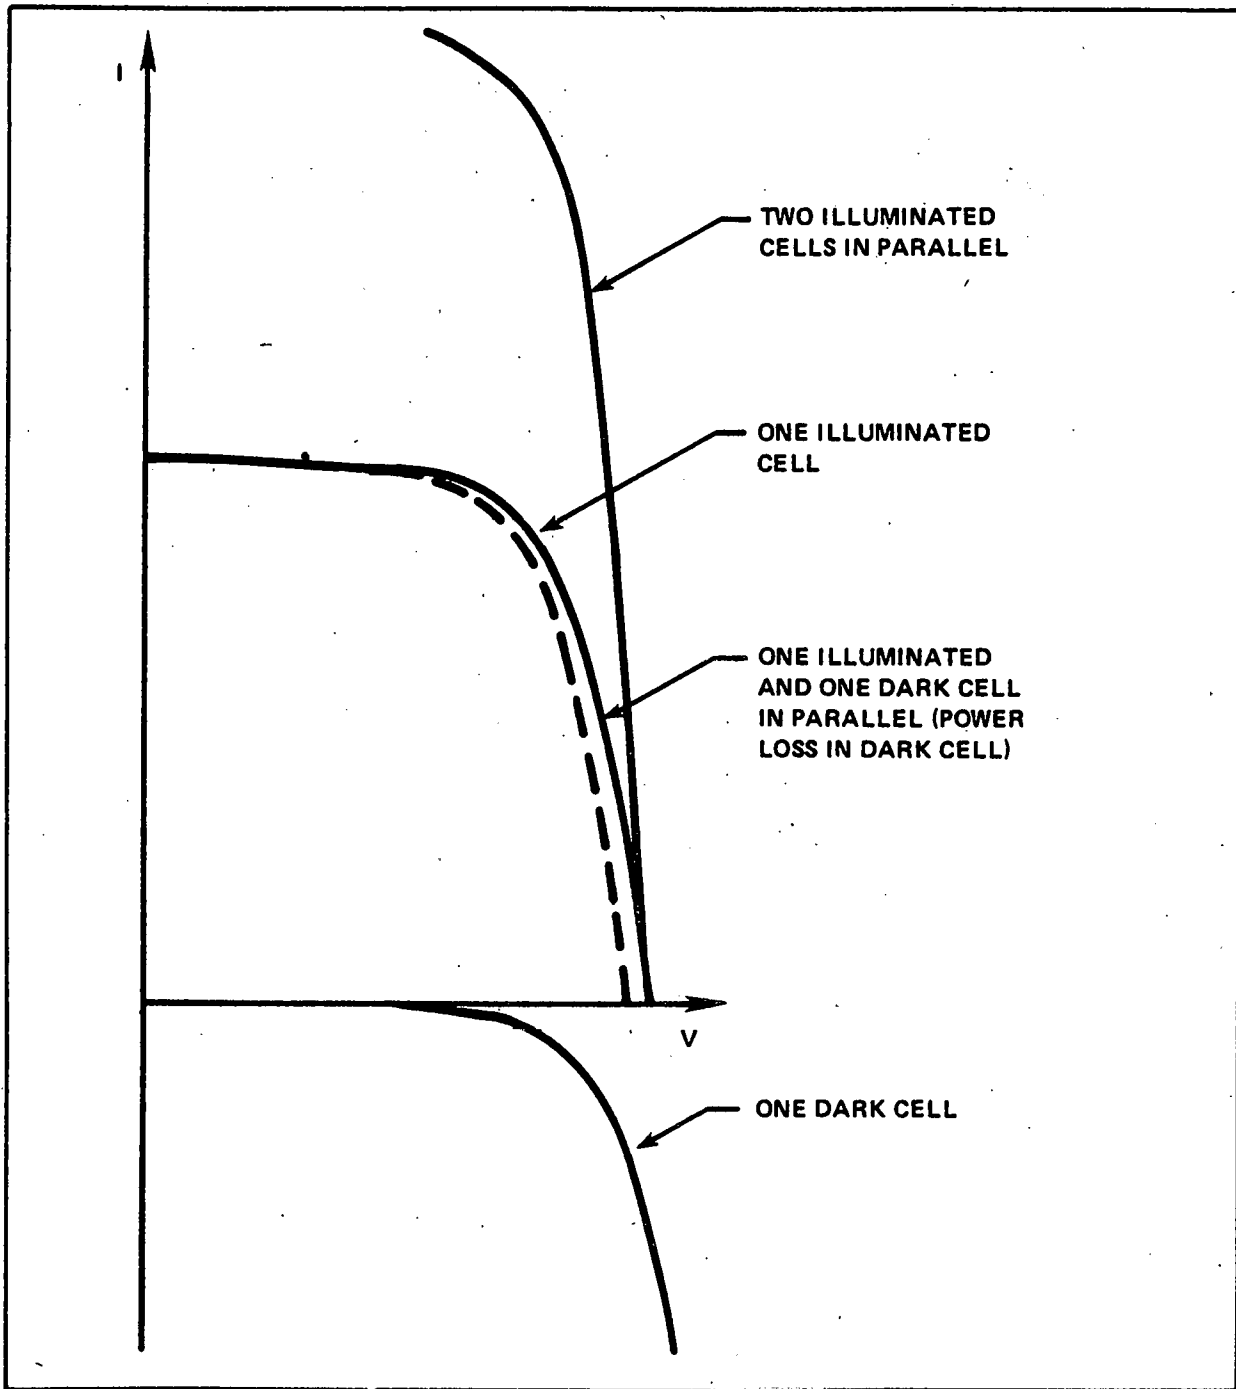 I
TWO ILLUMINATED
CELLS IN PARALLEL
ONE ILLUMINATED
CELL
ONE ILLUMINATED
AND ONE DARK CELL
IN PARALLEL (POWER
LOSS IN DARK CELL)
V
ONE DARK CELL